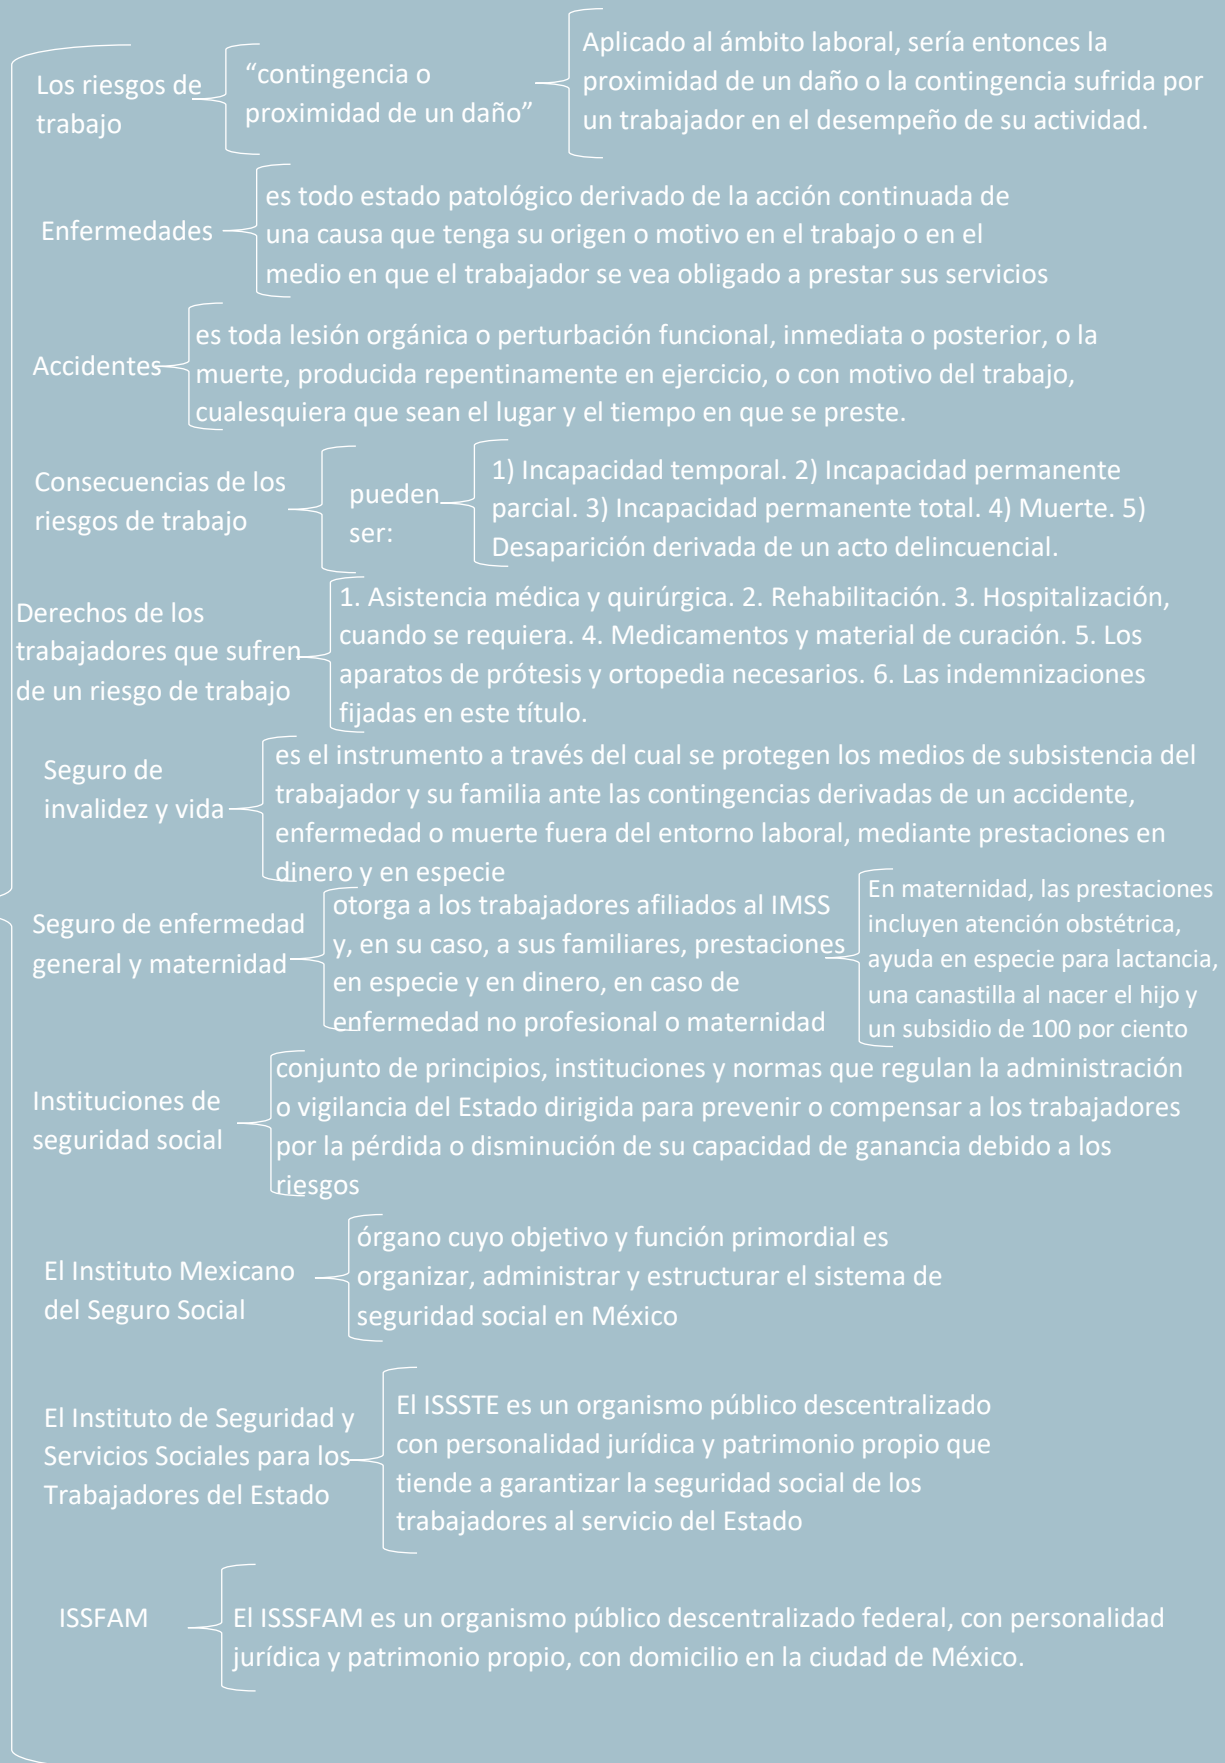 Los riesgos de
trabajo
“contingencia o
proximidad de un daño”
Aplicado al ámbito laboral, sería entonces la
proximidad de un daño o la contingencia sufrida por
un trabajador en el desempeño de su actividad.
Enfermedades
es todo estado patológico derivado de la acción continuada de
una causa que tenga su origen o motivo en el trabajo o en el
medio en que el trabajador se vea obligado a prestar sus servicios
Accidentes
es toda lesión orgánica o perturbación funcional, inmediata o posterior, o la
muerte, producida repentinamente en ejercicio, o con motivo del trabajo,
cualesquiera que sean el lugar y el tiempo en que se preste.
Consecuencias de los
riesgos de trabajo
pueden
ser:
1) Incapacidad temporal. 2) Incapacidad permanente
parcial. 3) Incapacidad permanente total. 4) Muerte. 5)
Desaparición derivada de un acto delincuencial.
Derechos de los
trabajadores que sufren
de un riesgo de trabajo
1. Asistencia médica y quirúrgica. 2. Rehabilitación. 3. Hospitalización,
cuando se requiera. 4. Medicamentos y material de curación. 5. Los
aparatos de prótesis y ortopedia necesarios. 6. Las indemnizaciones
fijadas en este título.
Seguro de
invalidez y vida
es el instrumento a través del cual se protegen los medios de subsistencia del
trabajador y su familia ante las contingencias derivadas de un accidente,
enfermedad o muerte fuera del entorno laboral, mediante prestaciones en
dinero y en especie
Seguro de enfermedad
general y maternidad
otorga a los trabajadores afiliados al IMSS
y, en su caso, a sus familiares, prestaciones
en especie y en dinero, en caso de
enfermedad no profesional o maternidad
En maternidad, las prestaciones
incluyen atención obstétrica,
ayuda en especie para lactancia,
una canastilla al nacer el hijo y
un subsidio de 100 por ciento
Instituciones de
seguridad social
conjunto de principios, instituciones y normas que regulan la administración
o vigilancia del Estado dirigida para prevenir o compensar a los trabajadores
por la pérdida o disminución de su capacidad de ganancia debido a los
riesgos
El Instituto Mexicano
del Seguro Social
órgano cuyo objetivo y función primordial es
organizar, administrar y estructurar el sistema de
seguridad social en México
El Instituto de Seguridad y
Servicios Sociales para los
Trabajadores del Estado
El ISSSTE es un organismo público descentralizado
con personalidad jurídica y patrimonio propio que
tiende a garantizar la seguridad social de los
trabajadores al servicio del Estado
ISSFAM
El ISSSFAM es un organismo público descentralizado federal, con personalidad
jurídica y patrimonio propio, con domicilio en la ciudad de México.